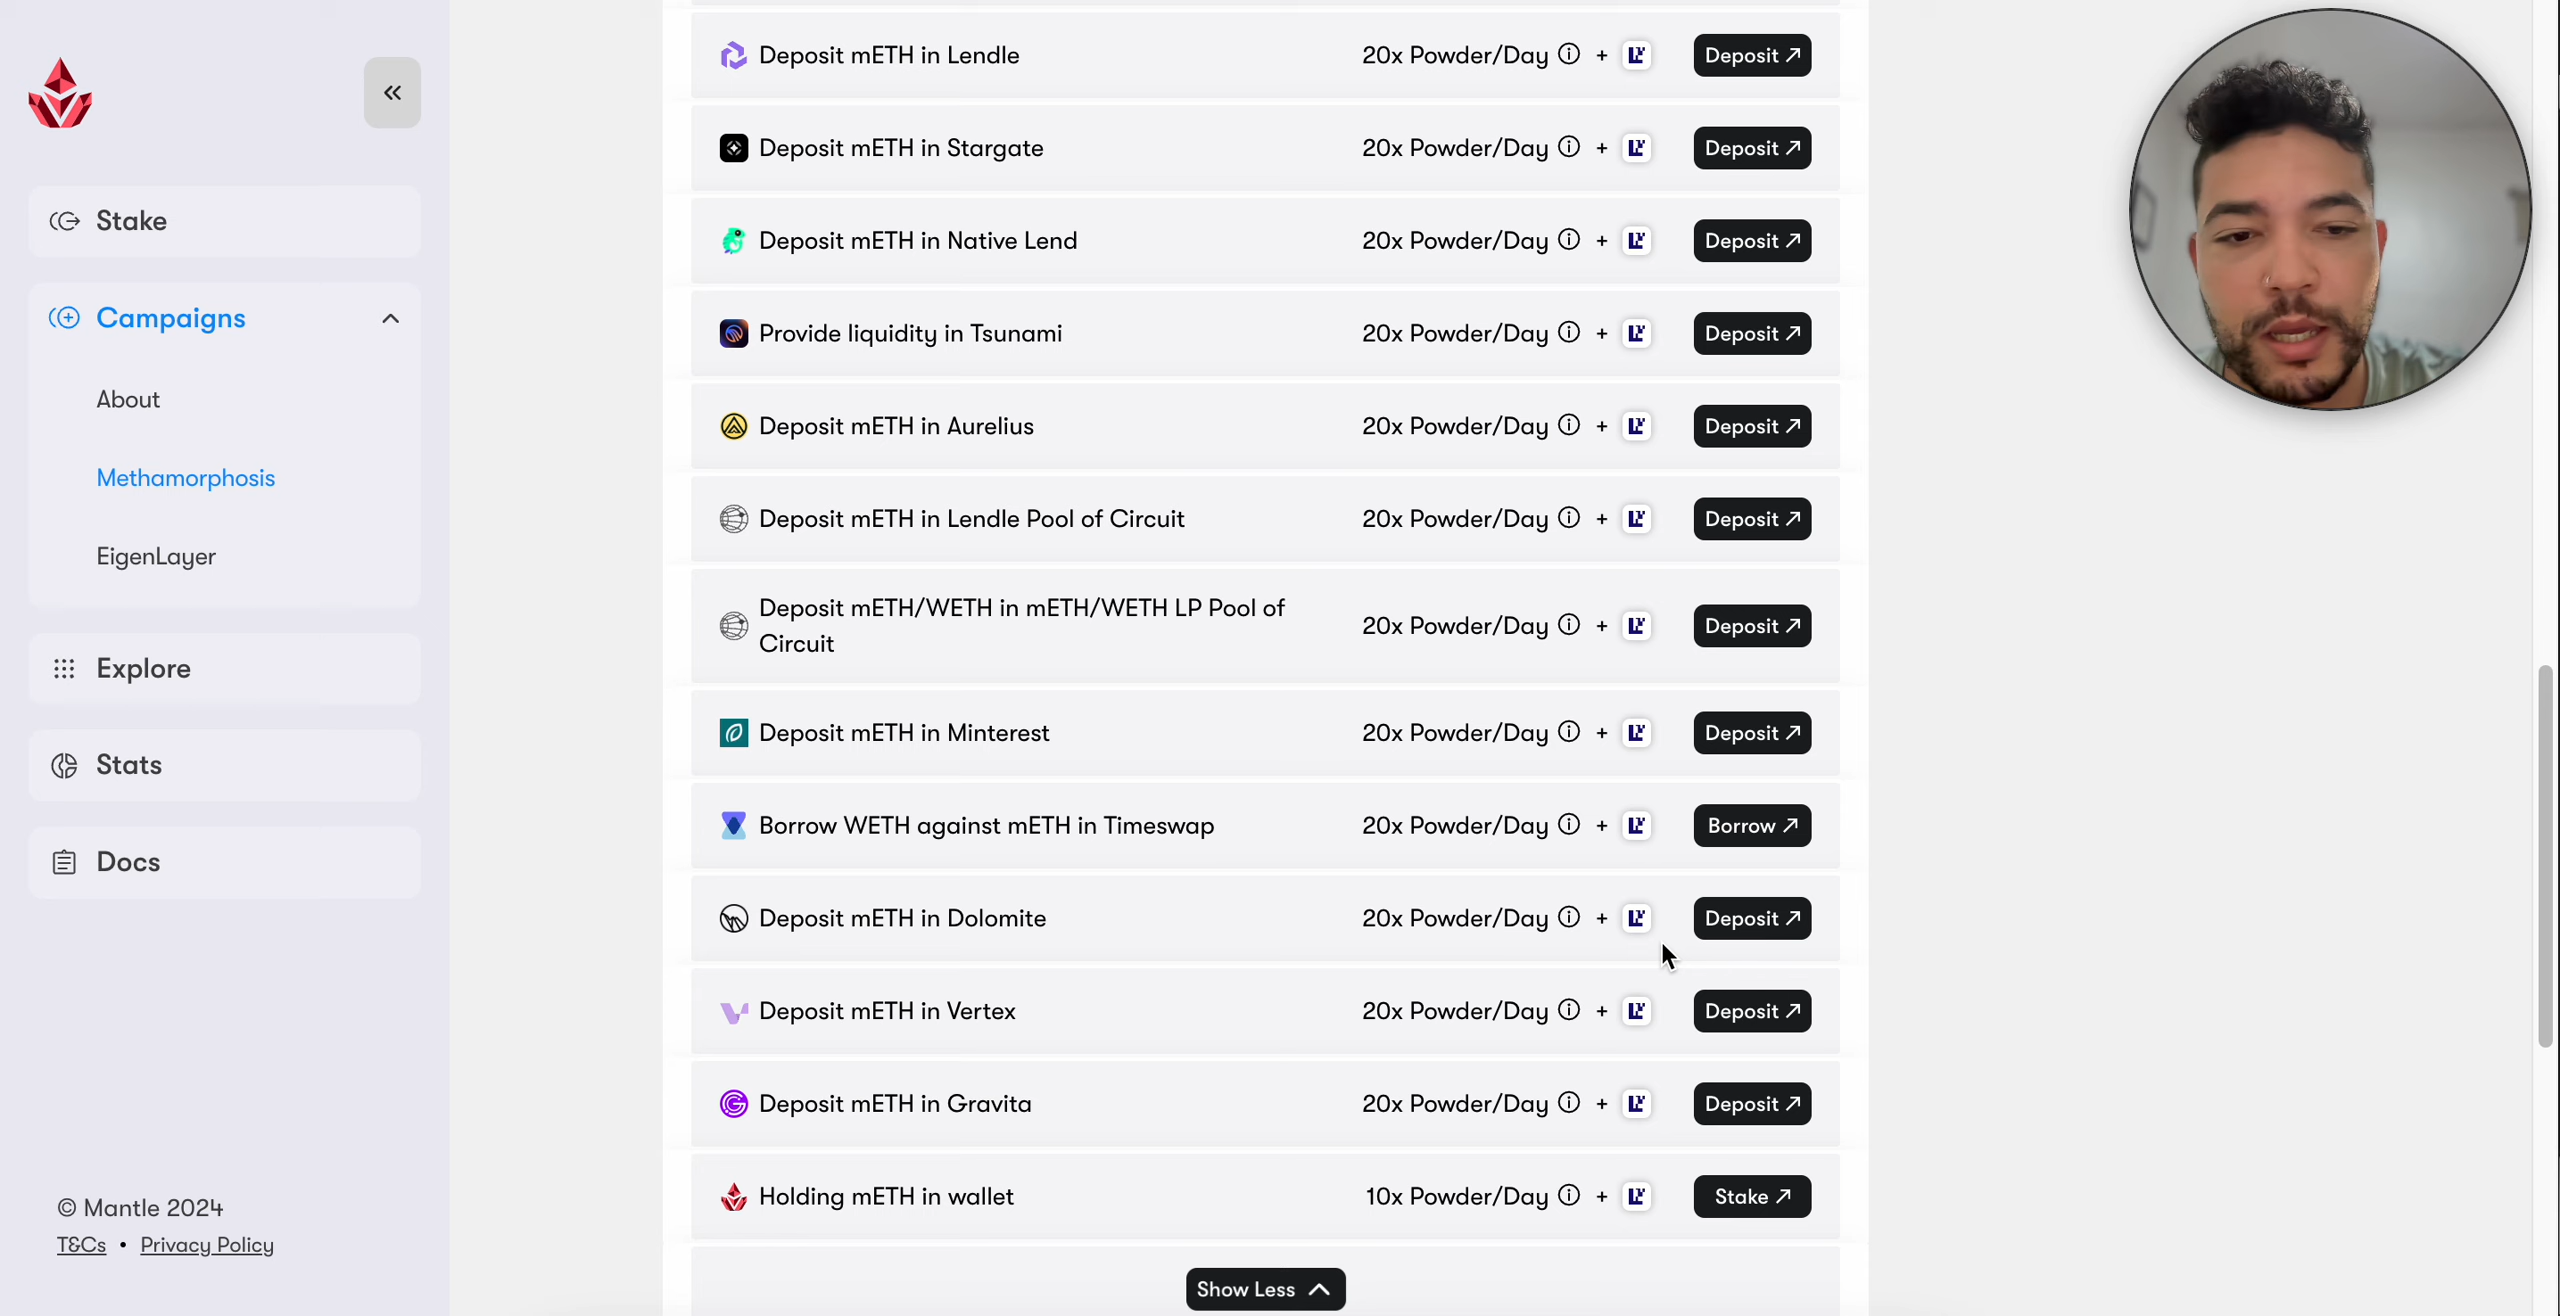 Stake
Campaigns
About
Methamorphosis
EigenLayer
Explore
Stats
Docs
© Mantle 2024
T&Cs • Privacy Policy
Deposit mETH in Lendle 20x Powder/Day + Deposit
Deposit mETH in Stargate 20x Powder/Day + Deposit
Deposit mETH in Native Lend 20x Powder/Day + Deposit
Provide liquidity in Tsunami 20x Powder/Day + Deposit
Deposit mETH in Aurelius 20x Powder/Day + Deposit
Deposit mETH in Lendle Pool of Circuit 20x Powder/Day + Deposit
Deposit mETH/WETH in mETH/WETH LP Pool of
Circuit 20x Powder/Day + Deposit
Deposit mETH in Minterest 20x Powder/Day + Deposit
Borrow WETH against mETH in Timeswap 20x Powder/Day + Borrow
Deposit mETH in Dolomite 20x Powder/Day + Deposit
Deposit mETH in Vertex 20x Powder/Day + Deposit
Deposit mETH in Gravita 20x Powder/Day + Deposit
Holding mETH in wallet 10x Powder/Day + Stake
Show Less